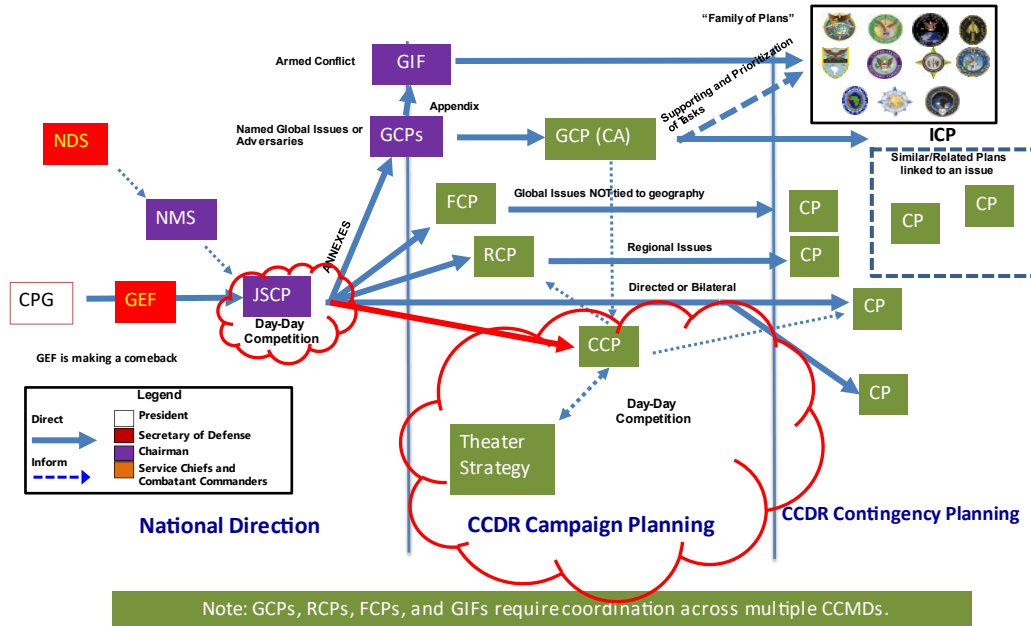 “Family of Plans”
Armed Conflict
GIF
Appendix
Supporting and Prioritization
of Tasks
Named Global Issues or
Adversaries
GCPs
GCP (CA)
ICP
Similar/Related Plans
linked to an issue
NDS
NMS
ANNEXES
FCP
Global Issues NOT tied to geography
CP
CP
CP
RCP
Regional Issues
CP
CPG
GEF
JSCP
Day-Day
Competition
Directed or Bilateral
CP
GEF is making a comeback
CCP
CP
Day-Day
Competition
Theater
Strategy
Legend
Direct
Inform
President
Secretary of Defense
Chairman
Service Chiefs and
Combatant Commanders
National Direction
CCDR Campaign Planning
CCDR Contingency Planning
Note: GCPs, RCPs, FCPs, and GIFs require coordination across multiple CCMDs.